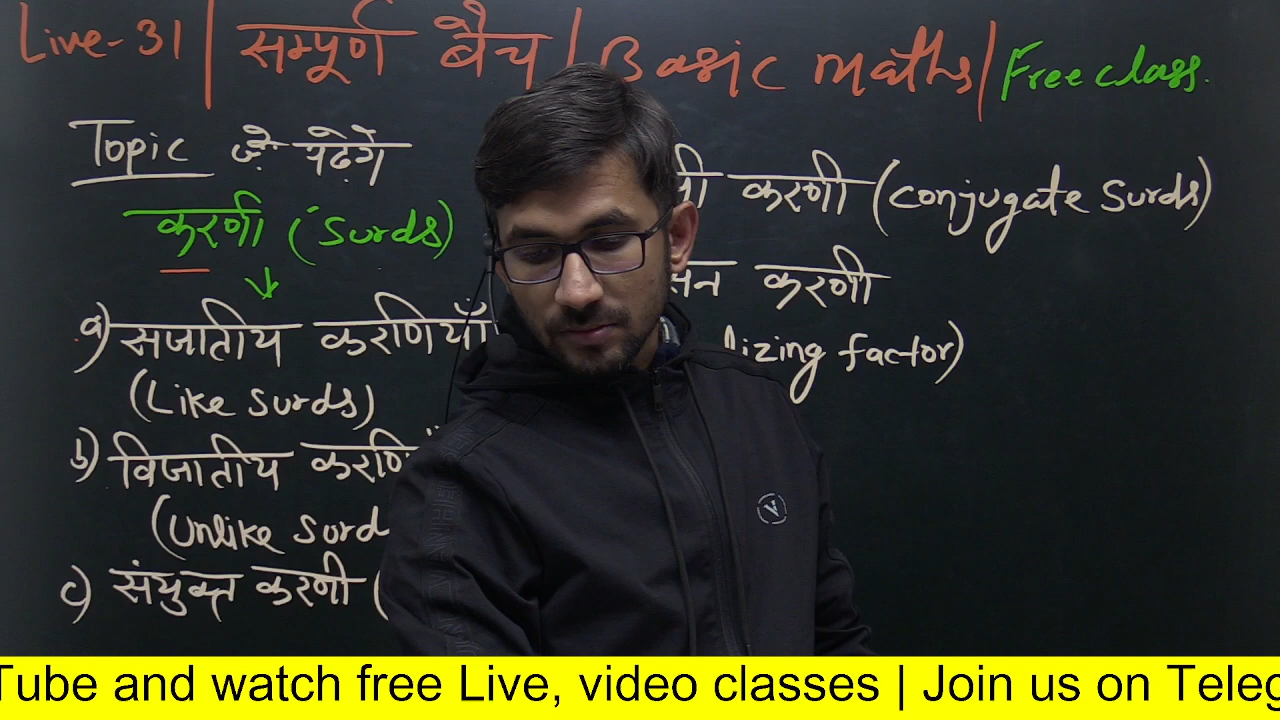 Live-31 | सम्पूर्ण बैच | Basic maths | Free class.
Topic जो पढेगें
करणी (Surds)
a) सजातीय करणियाँ
(Like Surds)
b) विजातीय
(Unlike Surd
c) संयुक्त करणी (
करणी (Conjugate Surds)
करणी
lizing factor)
V
Tube and watch free Live, video classes | Join us on Teleg